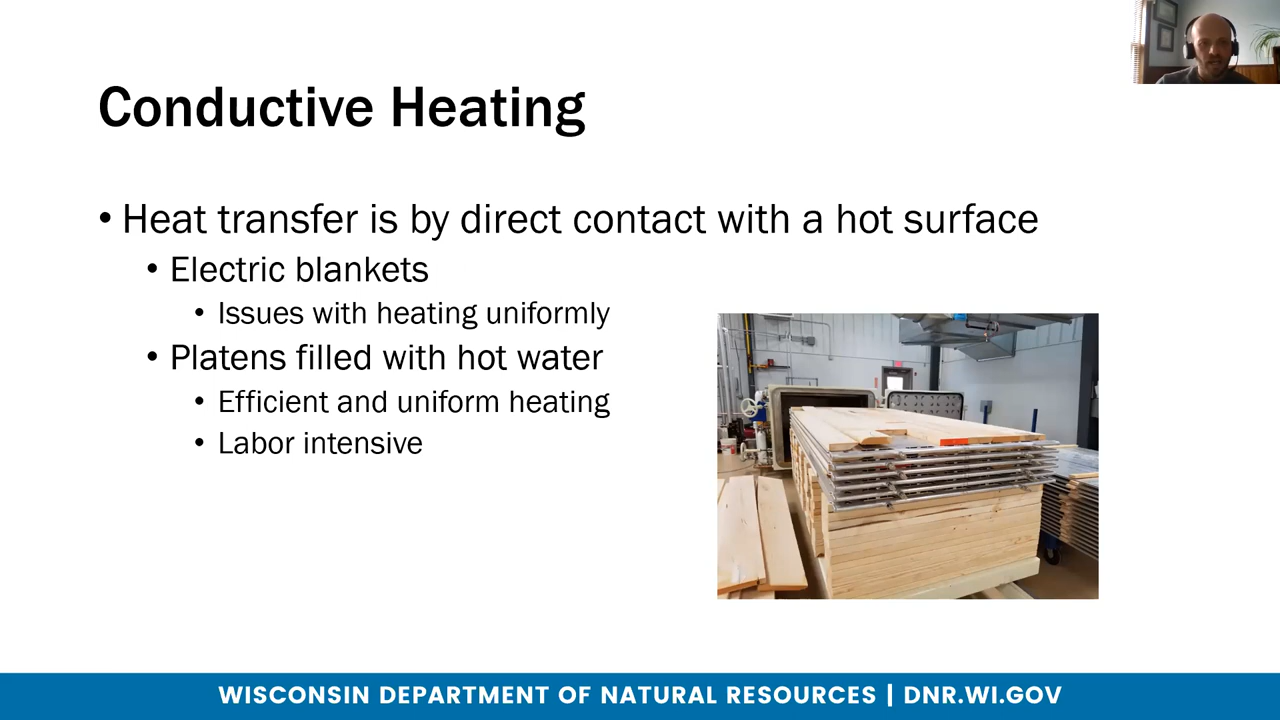 Conductive Heating
• Heat transfer is by direct contact with a hot surface
• Electric blankets
• Issues with heating uniformly
• Platens filled with hot water
• Efficient and uniform heating
• Labor intensive
WISCONSIN DEPARTMENT OF NATURAL RESOURCES | DNR.WI.GOV